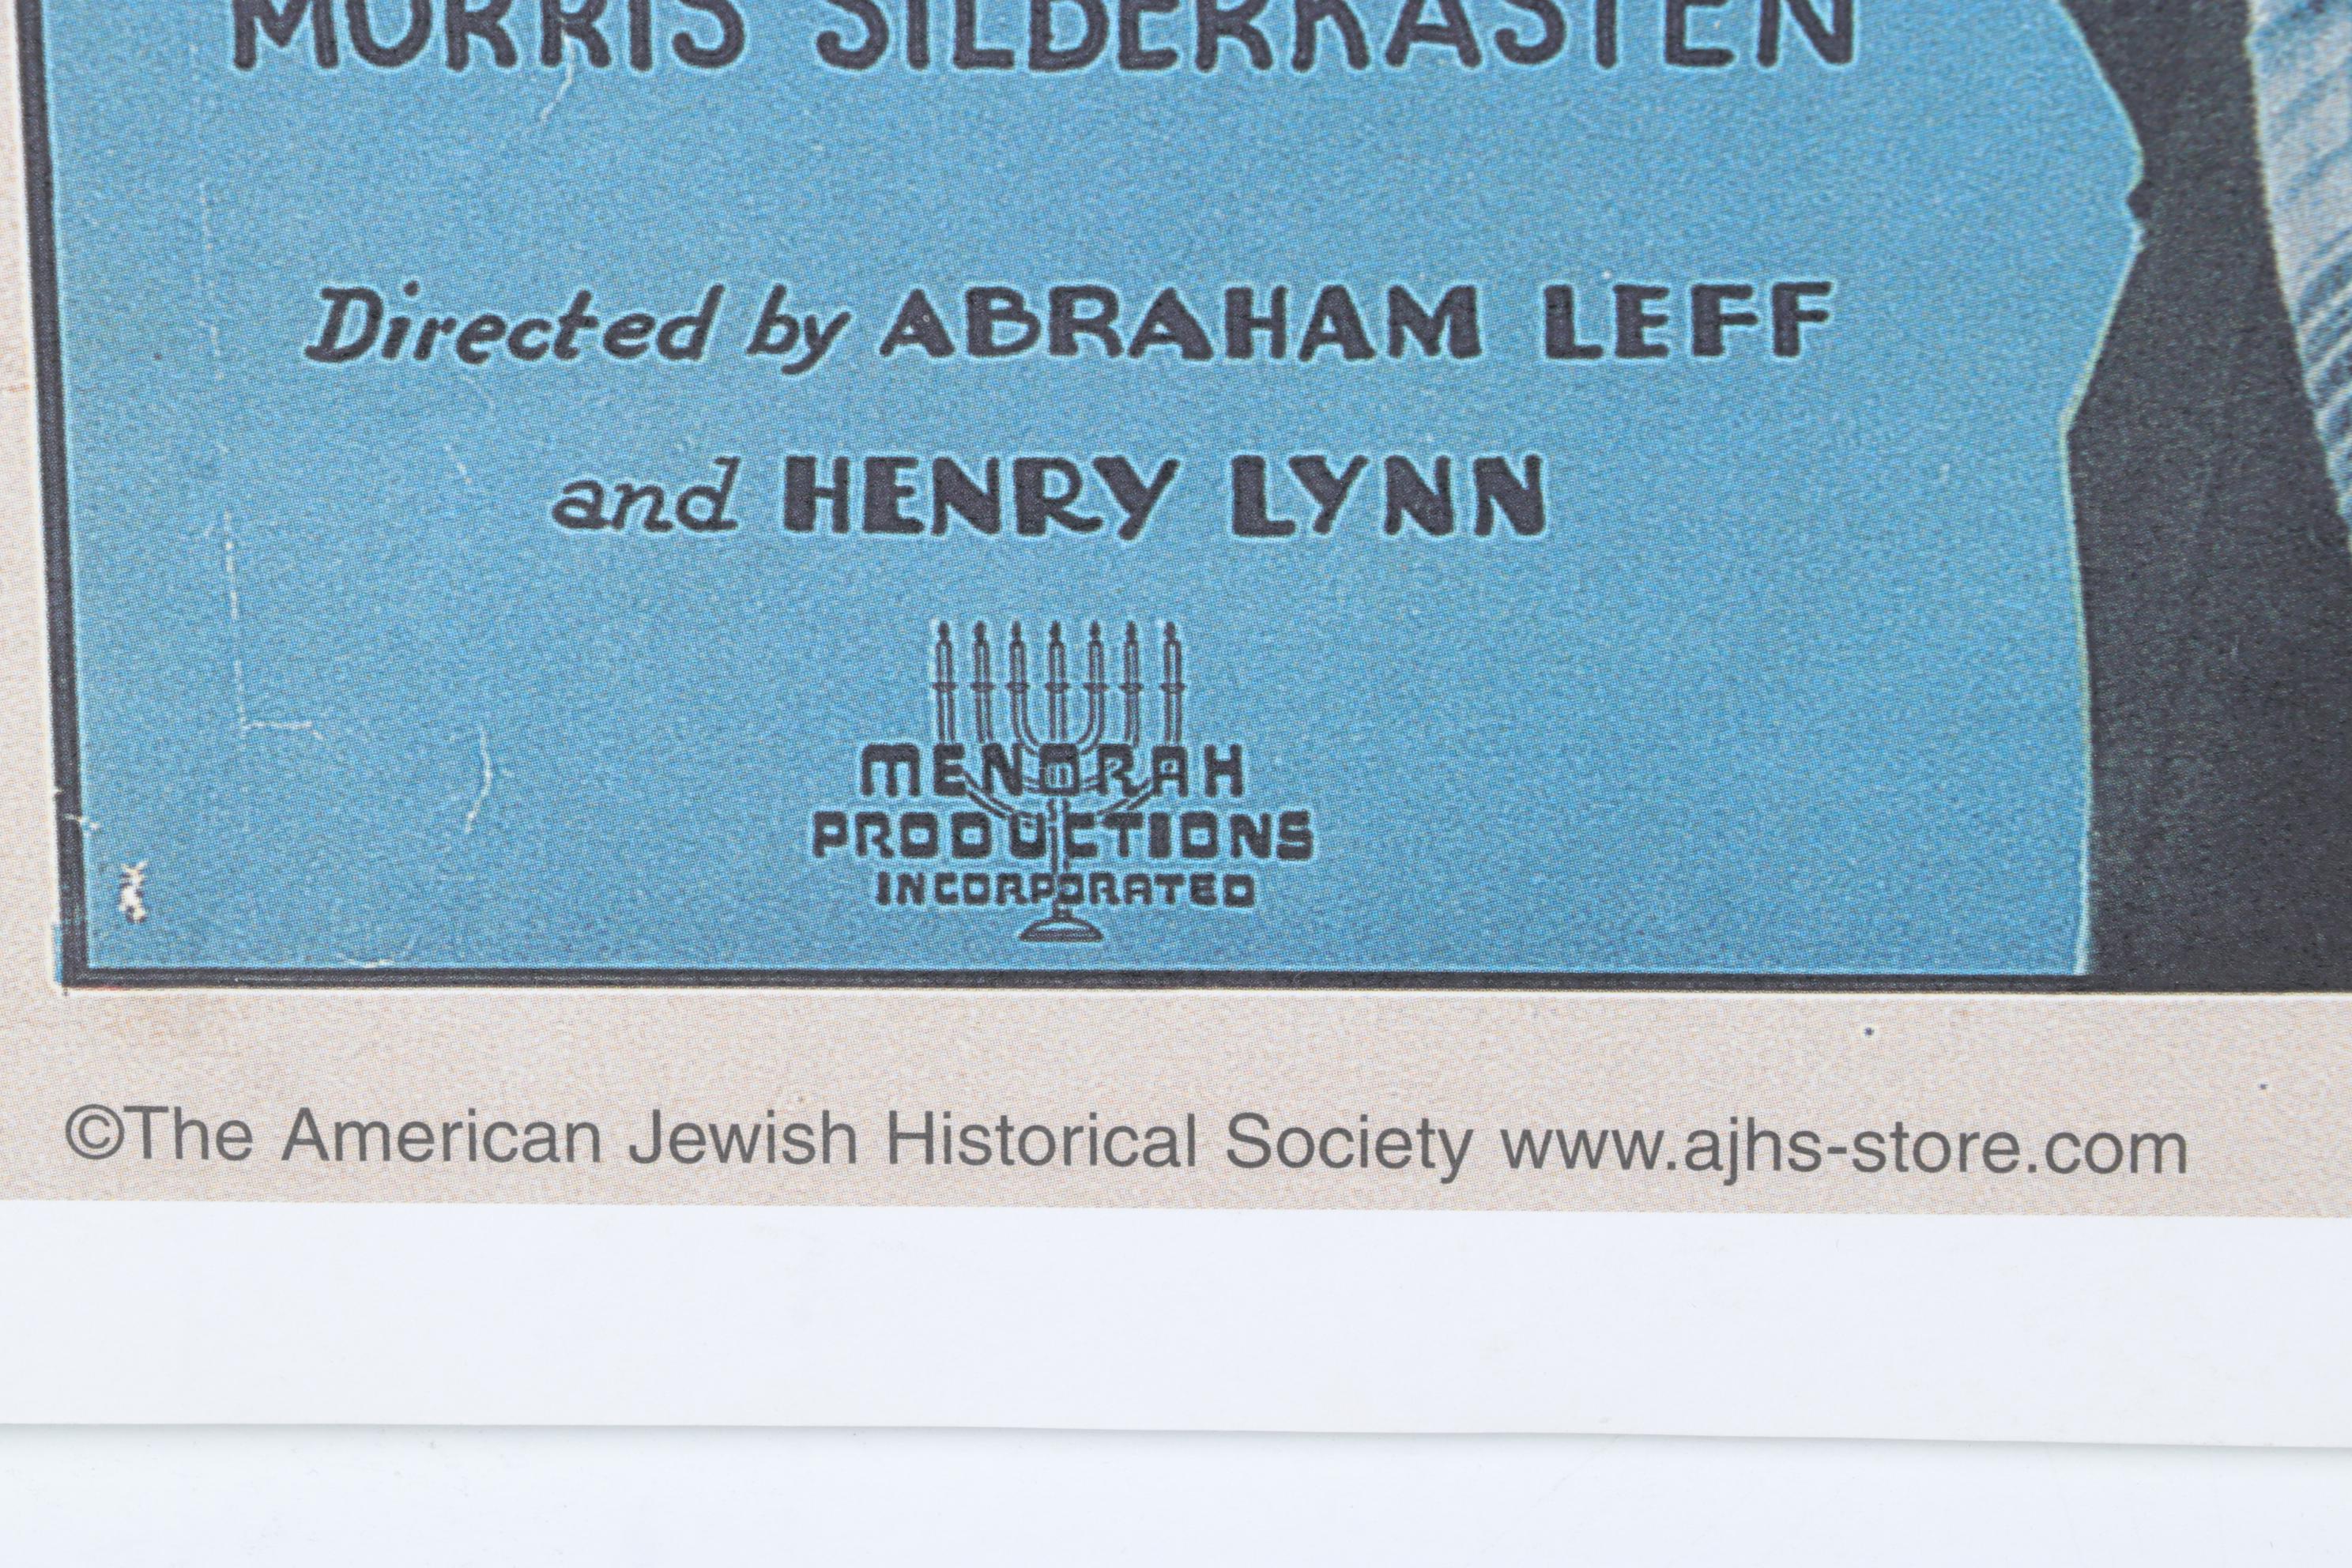 MORRIS SILBERKASTEN
Directed by ABRAHAM LEFF
and HENRY LYNN
MENORAH
PRODUCTIONS
INCORPORATED
©The American Jewish Historical Society www.ajhs-store.com